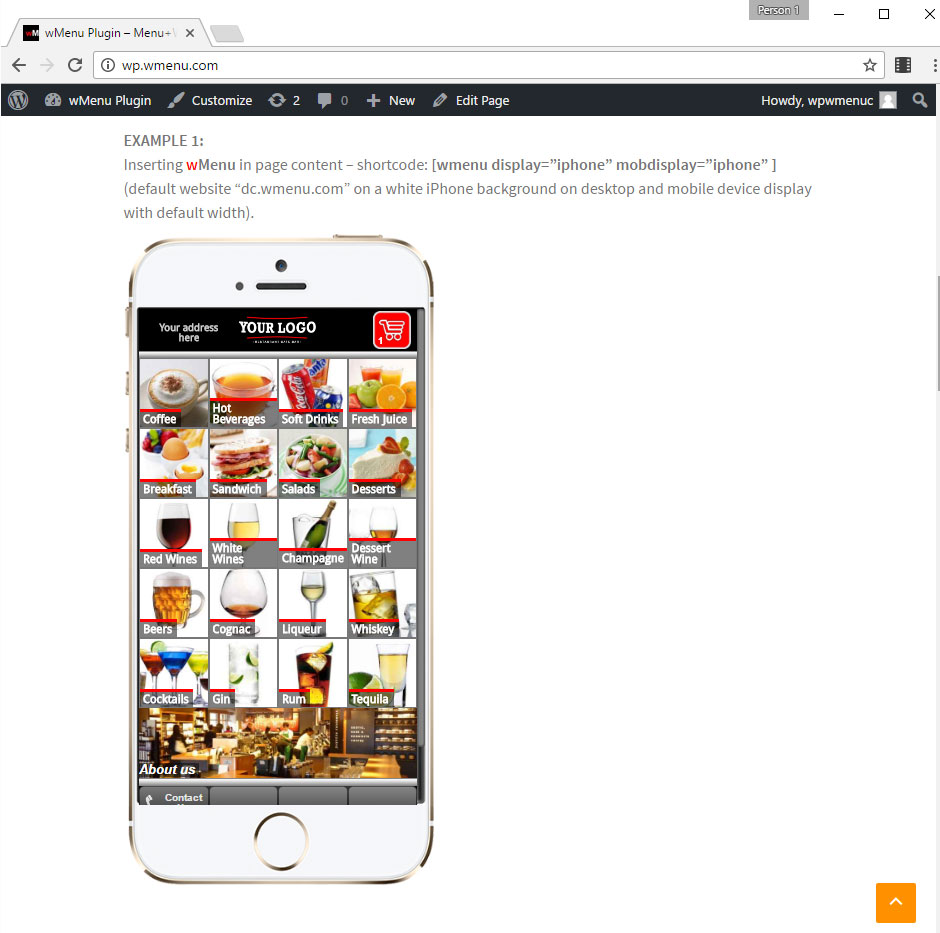 Person 1
wM wMenu Plugin – Menu+
wp.wmenu.com
wMenu Plugin Customize 2 0 New Edit Page Howdy, wpwmenuc
EXAMPLE 1:
Inserting wMenu in page content – shortcode: [wmenu display=”iphone” mobdisplay=”iphone” ]
(default website “dc.wmenu.com” on a white iPhone background on desktop and mobile device display
with default width).
Your address
here
YOUR LOGO
1
Coca-Cola
Fanta
Coffee
Hot
Beverages
Soft Drinks
Fresh Juice
Breakfast
Sandwich
Salads
Desserts
Red Wines
White
Wines
Champagne
Dessert
Wine
Beers
Cognac
Liqueur
Whiskey
Cocktails
Gin
Rum
Tequila
About us
Contact